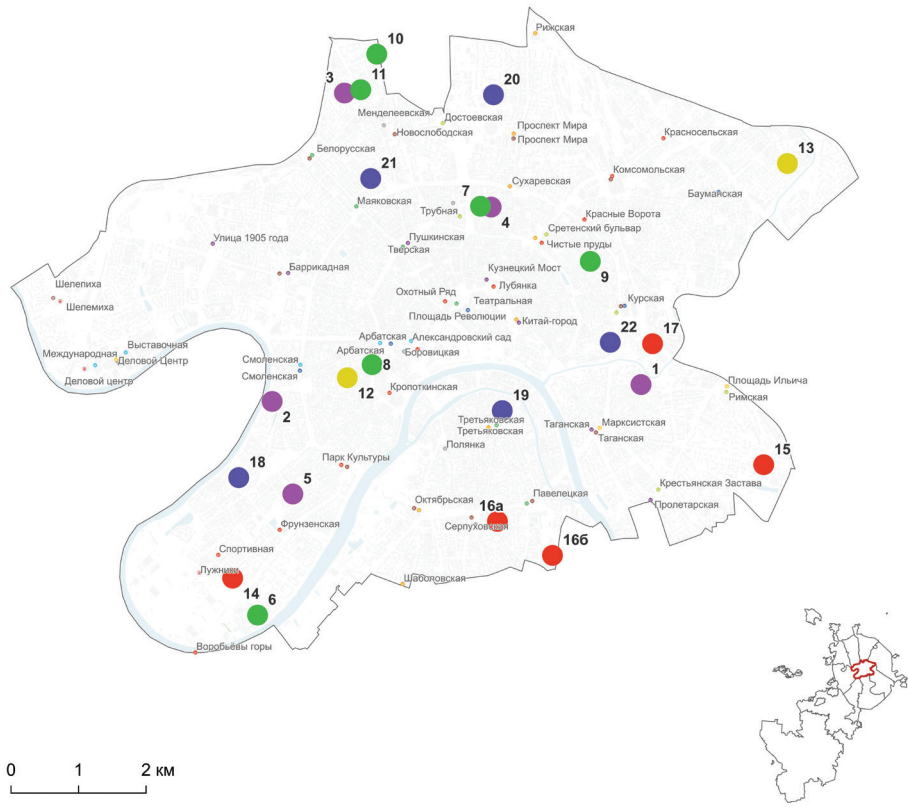 Рижская
10
3
11
20
Менделеевская
Достоевская
Новослободская
Проспект Мира
Проспект Мира
Красносельская
13
Белорусская
21
Комсомольская
Сухаревская
Бауманская
7
Маяковская
Трубная
4
Красные Ворота
Сретенский бульвар
Улица 1905 года
Пушкинская
Тверская
Чистые пруды
9
Баррикадная
Кузнецкий Мост
Лубянка
Шелепиха
Шелепиха
Охотный Ряд
Театральная
Площадь Революции
Китай-город
Курская
22
17
Выставочная
Международная
Деловой Центр
Деловой центр
Арбатская
Александровский сад
Арбатская
Боровицкая
Смоленская
Смоленская
8
12
Кропоткинская
1
Площадь Ильича
Римская
2
19
Третьяковская
Третьяковская
Таганская
Марксистская
Таганская
Полянка
Парк Культуры
15
18
5
Крестьянская Застава
Пролетарская
Октябрьская
16а
Павелецкая
Серпуховская
Фрунзенская
16б
Спортивная
Лужники
14
6
Шаболовская
Воробьёвы горы
0 1 2 км